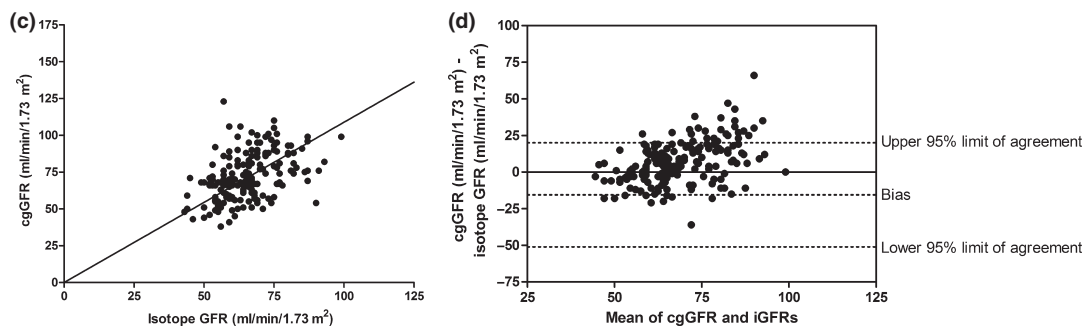 (c)
175
150
125
100
75
50
25
0
cgGFR (ml/min/1.73 m²)
0 25 50 75 100 125
Isotope GFR (ml/min/1.73 m²)
(d)
cgGFR (ml/min/1.73 m²) -
isotope GFR (ml/min/1.73 m²)
100
75
50
25
0
−25
−50
−75
Upper 95% limit of agreement
Bias
Lower 95% limit of agreement
25 50 75 100 25
Mean of cgGFR and iGFRs